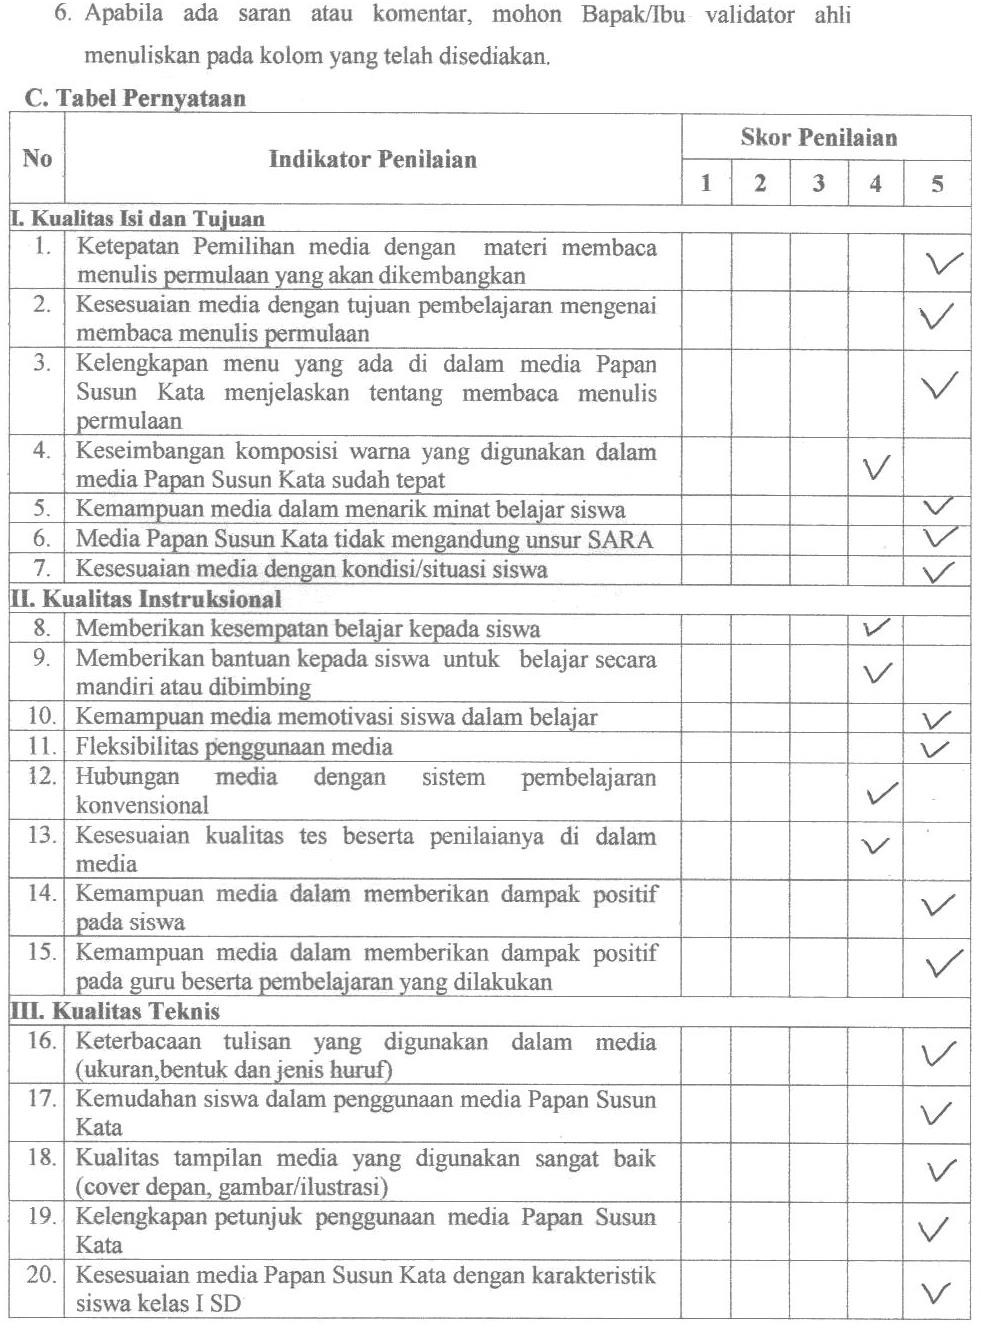 6. Apabila ada saran atau komentar, mohon Bapak/Ibu validator ahli
menuliskan pada kolom yang telah disediakan.
C. Tabel Pernyataan
No Indikator Penilaian Skor Penilaian
1 2 3 4 5
I. Kualitas Isi dan Tujuan
1. Ketepatan Pemilihan media dengan materi membaca
menulis permulaan yang akan dikembangkan ✓
2. Kesesuaian media dengan tujuan pembelajaran mengenai
membaca menulis permulaan ✓
3. Kelengkapan menu yang ada di dalam media Papan
Susun Kata menjelaskan tentang membaca menulis ✓
permulaan
4. Keseimbangan komposisi warna yang digunakan dalam
media Papan Susun Kata sudah tepat ✓
5. Kemampuan media dalam menarik minat belajar siswa ✓
6. Media Papan Susun Kata tidak mengandung unsur SARA ✓
7. Kesesuaian media dengan kondisi/situasi siswa ✓
II. Kualitas Instruksional
8. Memberikan kesempatan belajar kepada siswa ✓
9. Memberikan bantuan kepada siswa untuk belajar secara
mandiri atau dibimbing ✓
10. Kemampuan media memotivasi siswa dalam belajar ✓
11. Fleksibilitas penggunaan media ✓
12. Hubungan media dengan sistem pembelajaran
konvensional ✓
13. Kesesuaian kualitas tes beserta penilaianya di dalam
media ✓
14. Kemampuan media dalam memberikan dampak positif
pada siswa ✓
15. Kemampuan media dalam memberikan dampak positif
pada guru beserta pembelajaran yang dilakukan ✓
III. Kualitas Teknis
16. Keterbacaan tulisan yang digunakan dalam media
(ukuran,bentuk dan jenis huruf) ✓
17. Kemudahan siswa dalam penggunaan media Papan Susun
Kata ✓
18. Kualitas tampilan media yang digunakan sangat baik
(cover depan, gambar/ilustrasi) ✓
19. Kelengkapan petunjuk penggunaan media Papan Susun
Kata ✓
20. Kesesuaian media Papan Susun Kata dengan karakteristik
siswa kelas I SD ✓